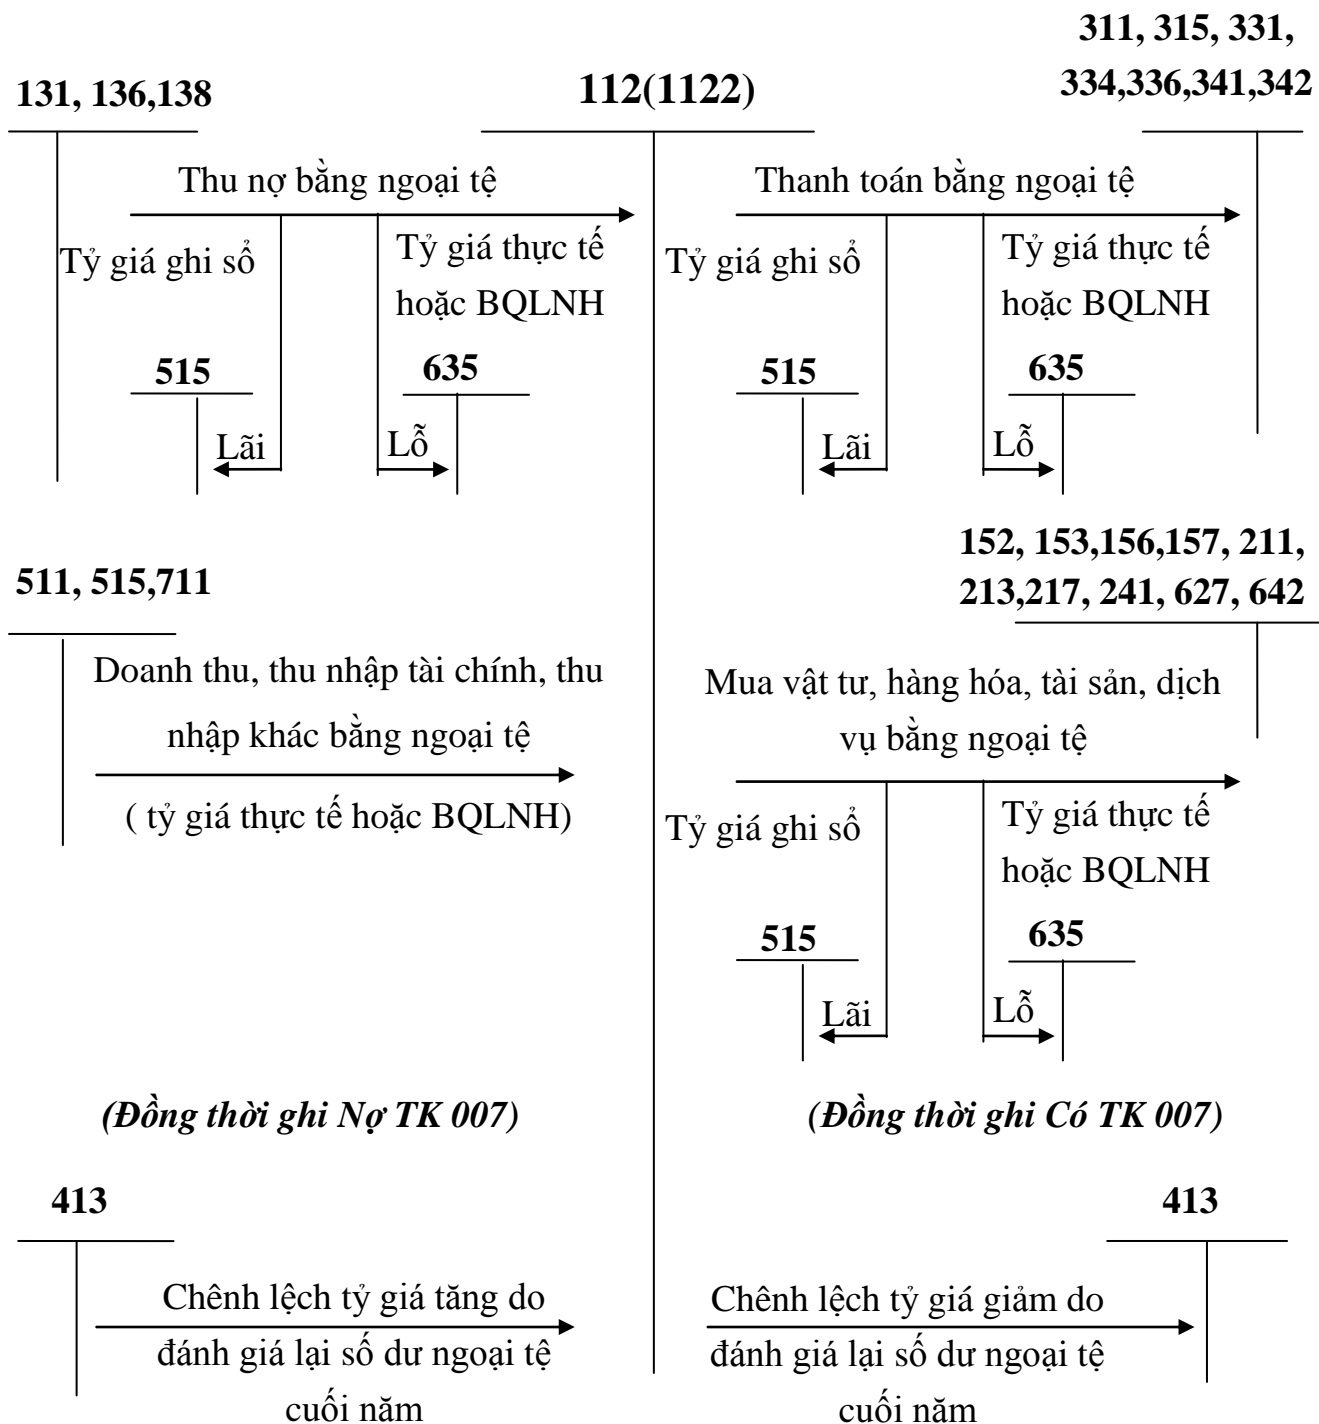 311, 315, 331,
334,336,341,342
131, 136,138
112(1122)
Thu nợ bằng ngoại tệ
Tỷ giá ghi sổ
Tỷ giá thực tế
hoặc BQLNH
515
635
Lãi
Lỗ
Thanh toán bằng ngoại tệ
Tỷ giá ghi sổ
Tỷ giá thực tế
hoặc BQLNH
515
635
Lãi
Lỗ
511, 515,711
Doanh thu, thu nhập tài chính, thu
nhập khác bằng ngoại tệ
( tỷ giá thực tế hoặc BQLNH)
152, 153,156,157, 211,
213,217, 241, 627, 642
Mua vật tư, hàng hóa, tài sản, dịch
vụ bằng ngoại tệ
Tỷ giá ghi sổ
Tỷ giá thực tế
hoặc BQLNH
515
635
Lãi
Lỗ
(Đồng thời ghi Nợ TK 007)
(Đồng thời ghi Có TK 007)
413
Chênh lệch tỷ giá tăng do
đánh giá lại số dư ngoại tệ
cuối năm
413
Chênh lệch tỷ giá giảm do
đánh giá lại số dư ngoại tệ
cuối năm